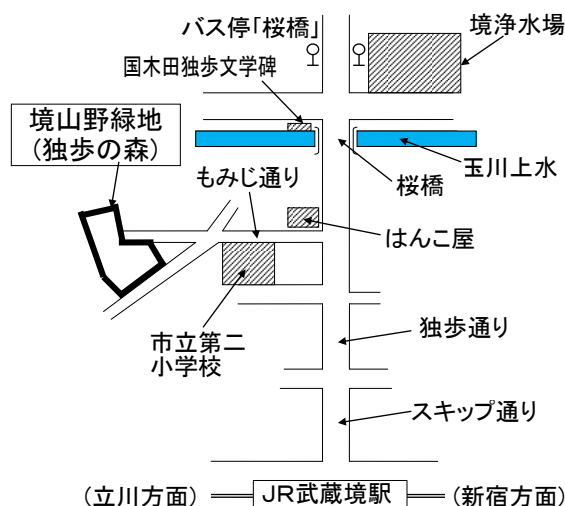 バス停「桜橋」
境浄水場
国木田独歩文学碑
境山野緑地
(独歩の森)
もみじ通り
桜橋
玉川上水
はんこ屋
市立第二
小学校
独歩通り
スキップ通り
(立川方面)
JR武蔵境駅
(新宿方面)